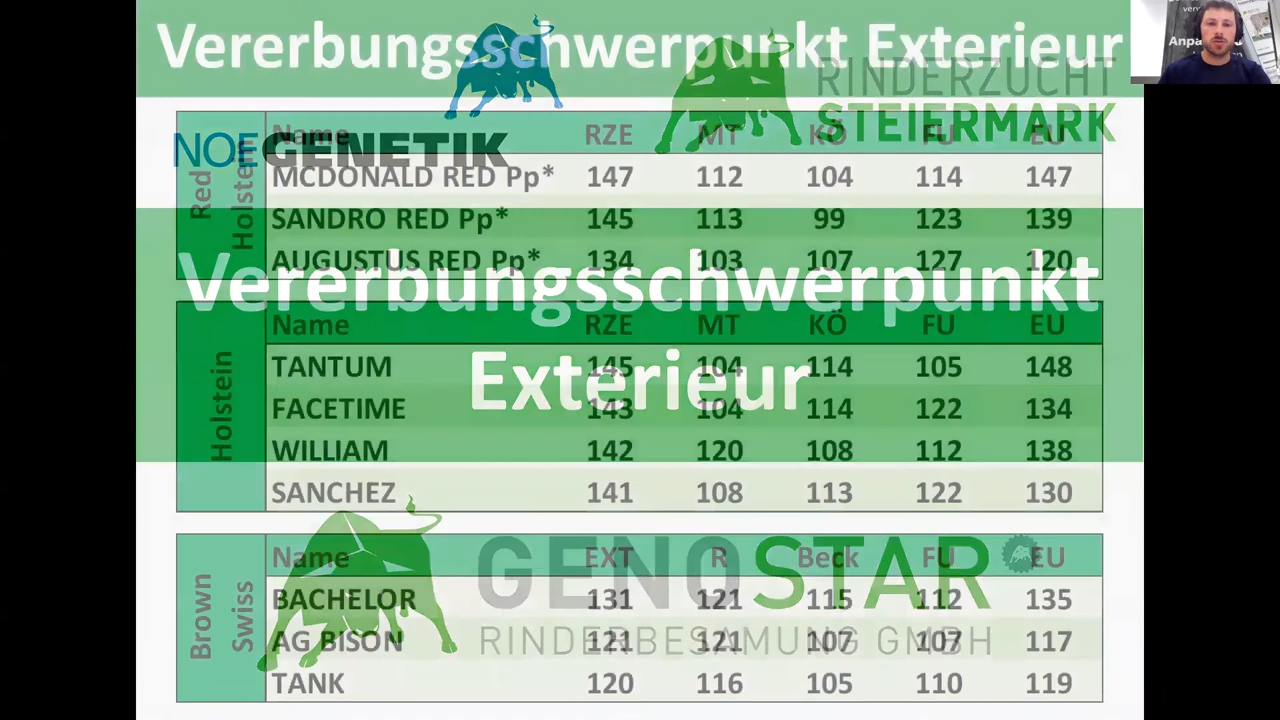 Vererbungsschwerpunkt Exterieur
RINDERZUCHT
STEIERMARK
NOEGENETIK
Red Holstein
Name RZE MT KÖ FU EU
MCDONALD RED Pp* 147 112 104 114 147
SANDRO RED Pp* 145 113 99 123 139
AUGUSTUS RED Pp* 134 103 107 127 120
Vererbungsschwerpunkt
Exterieur
Holstein
Name RZE MT KÖ FU EU
TANTUM 145 104 114 105 148
FACETIME 143 104 114 122 134
WILLIAM 142 120 108 112 138
SANCHEZ 141 108 113 122 130
GENOSTAR
RINDERBESAMUNG GMBH
Brown Swiss
Name EXT R Beck FU EU
BACHELOR 131 121 115 112 135
AG BISON 121 121 107 107 117
TANK 120 116 105 110 119